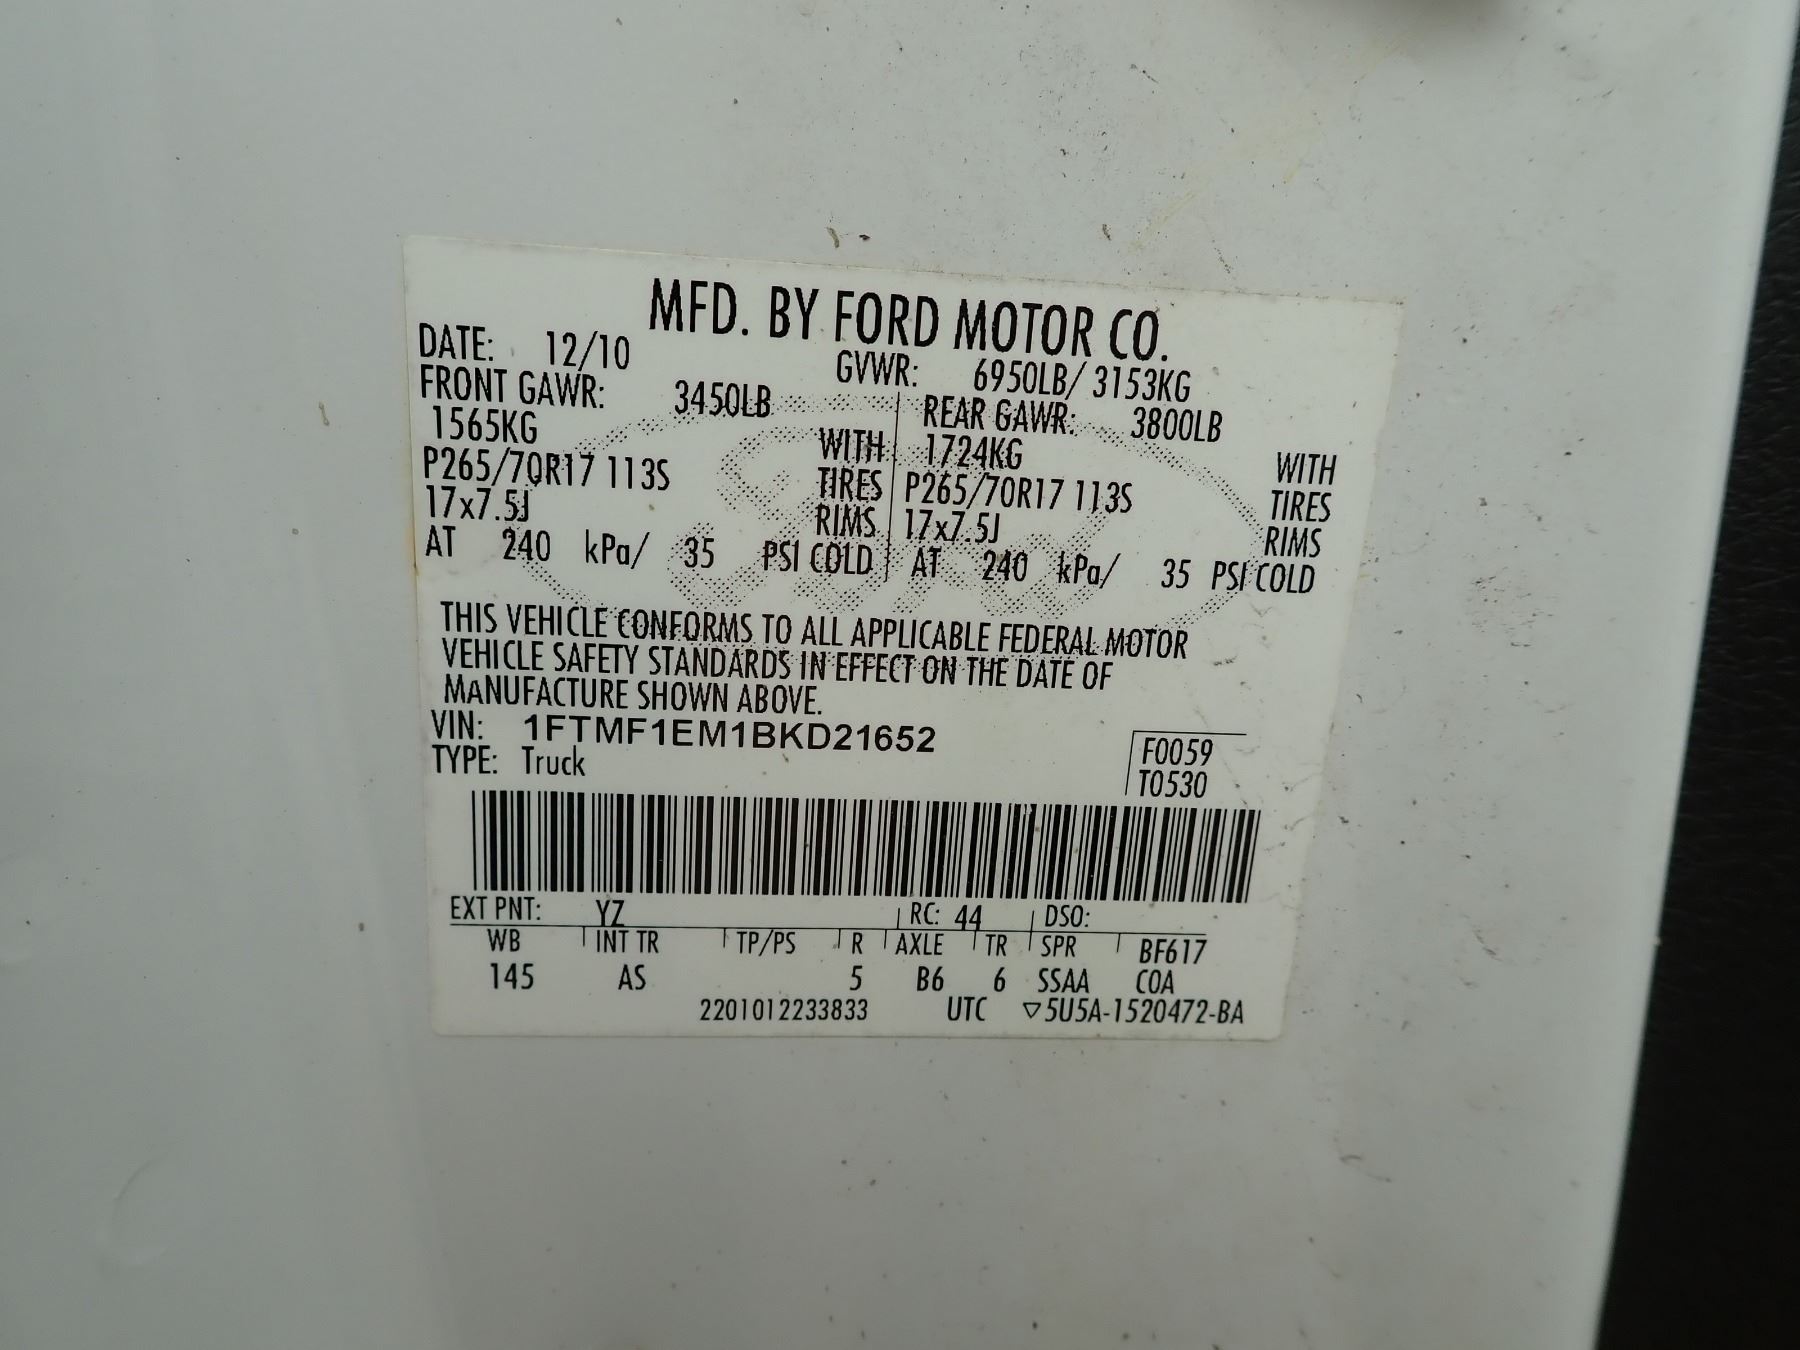 MFD. BY FORD MOTOR CO.
DATE: 12/10 GVWR: 6950LB/ 3153KG
FRONT GAWR: 3450LB REAR GAWR: 3800LB
1565KG WITH 1724KG WITH
P265/70R17 113S TIRES P265/70R17 113S TIRES
17x7.5J RIMS 17x7.5J RIMS
AT 240 kPa/ 35 PSI COLD AT 240 kPa/ 35 PSI COLD
THIS VEHICLE CONFORMS TO ALL APPLICABLE FEDERAL MOTOR
VEHICLE SAFETY STANDARDS IN EFFECT ON THE DATE OF
MANUFACTURE SHOWN ABOVE.
VIN: 1FTMF1EM1BKD21652 F0059
TYPE: Truck T0530
EXT PNT: YZ RC: 44 DSO:
WB INT TR TP/PS R AXLE TR SPR BF617
145 AS 5 B6 6 SSAA COA
2201012233833 UTC ▽5U5A-1520472-BA